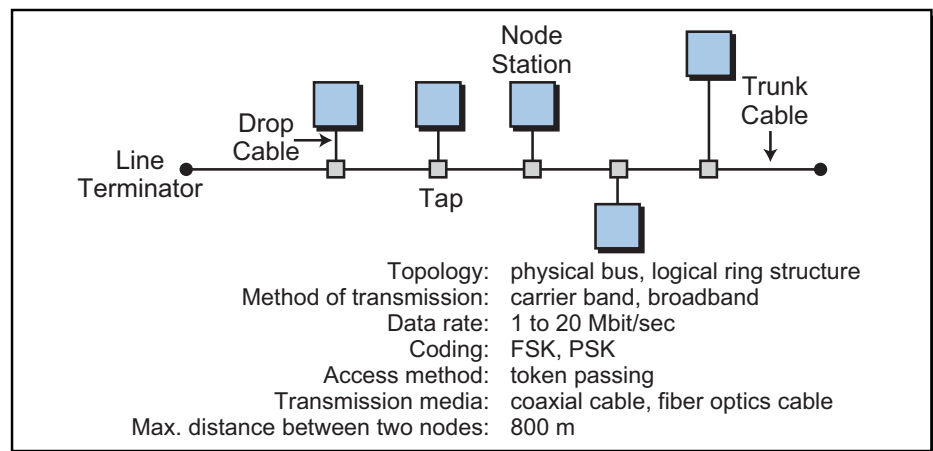 Node
Station
Trunk
Cable
Drop
Cable
Line
Terminator
Tap
Topology: physical bus, logical ring structure
Method of transmission: carrier band, broadband
Data rate: 1 to 20 Mbit/sec
Coding: FSK, PSK
Access method: token passing
Transmission media: coaxial cable, fiber optics cable
Max. distance between two nodes: 800 m